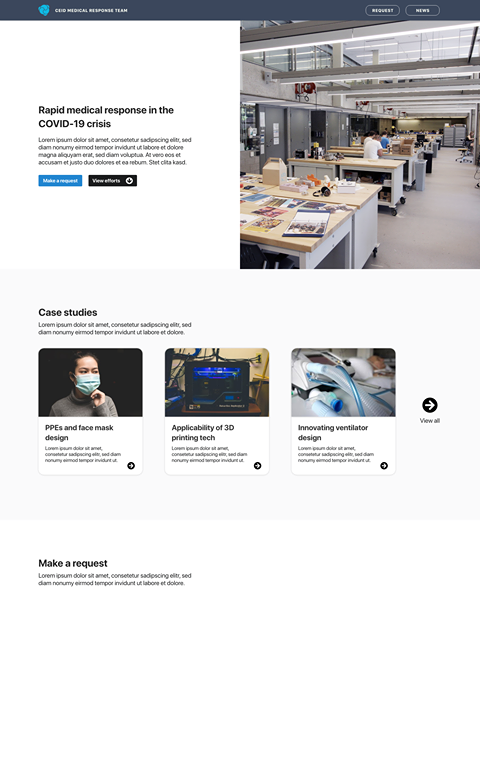 CEID MEDICAL RESPONSE TEAM
REQUEST
NEWS
Rapid medical response in the
COVID-19 crisis
Lorem ipsum dolor sit amet, consetetur sadipscing elitr, sed
diam nonumy eirmod tempor invidunt ut labore et dolore
magna aliquyam erat, sed diam voluptua. At vero eos et
accusam et justo duo dolores et ea rebum. Stet clita kasd.
Make a request
View efforts
Case studies
Lorem ipsum dolor sit amet, consetetur sadipscing elitr, sed
diam nonumy eirmod tempor invidunt ut labore et dolore.
PPEs and face mask
design
Lorem ipsum dolor sit amet,
consetetur sadipscing elitr, sed diam
nonumy eirmod tempor invidunt ut.
Applicability of 3D
printing tech
Lorem ipsum dolor sit amet,
consetetur sadipscing elitr, sed diam
nonumy eirmod tempor invidunt ut.
Innovating ventilator
design
Lorem ipsum dolor sit amet,
consetetur sadipscing elitr, sed diam
nonumy eirmod tempor invidunt ut.
View all
Make a request
Lorem ipsum dolor sit amet, consetetur sadipscing elitr, sed
diam nonumy eirmod tempor invidunt ut labore et dolore.